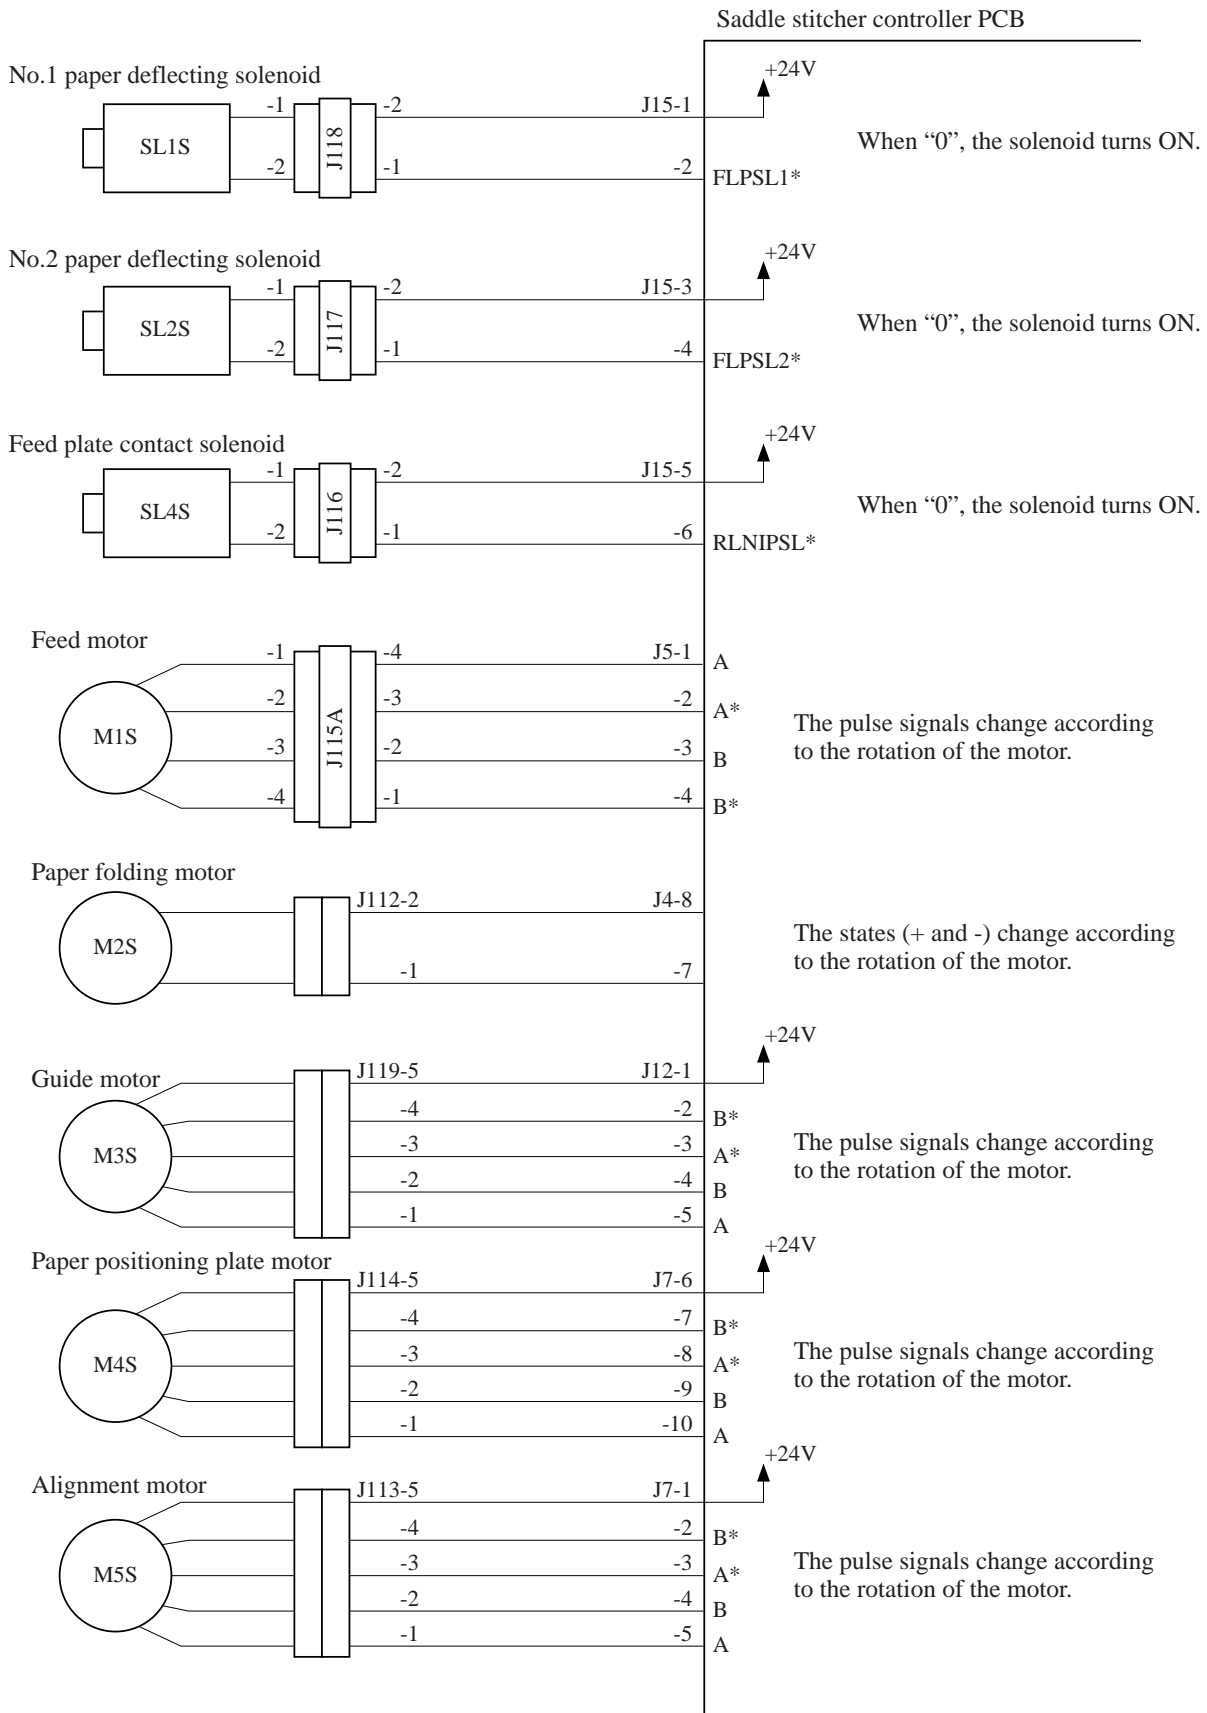 Saddle stitcher controller PCB
No.1 paper deflecting solenoid
+24V
-1 -2 J15-1
SL1S J118
When “0”, the solenoid turns ON.
-2 -1 -2 FLPSL1*
No.2 paper deflecting solenoid
+24V
-1 -2 J15-3
SL2S J117
When “0”, the solenoid turns ON.
-2 -1 -4 FLPSL2*
Feed plate contact solenoid
+24V
-1 -2 J15-5
SL4S J116
When “0”, the solenoid turns ON.
-2 -1 -6 RLNIPSL*
Feed motor
-1 -4 J5-1 A
-2 -3 -2 A*
M1S J115A
The pulse signals change according
to the rotation of the motor.
-3 -2 -3 B
-4 -1 -4 B*
Paper folding motor
J112-2 J4-8
M2S
The states (+ and -) change according
to the rotation of the motor.
-1 -7
+24V
Guide motor
J119-5 J12-1
-4 -2 B*
M3S
-3 -3 A*
The pulse signals change according
to the rotation of the motor.
-2 -4 B
-1 -5 A
+24V
Paper positioning plate motor
J114-5 J7-6
-4 -7 B*
M4S
-3 -8 A*
The pulse signals change according
to the rotation of the motor.
-2 -9 B
-1 -10 A
+24V
Alignment motor
J113-5 J7-1
-4 -2 B*
M5S
-3 -3 A*
The pulse signals change according
to the rotation of the motor.
-2 -4 B
-1 -5 A